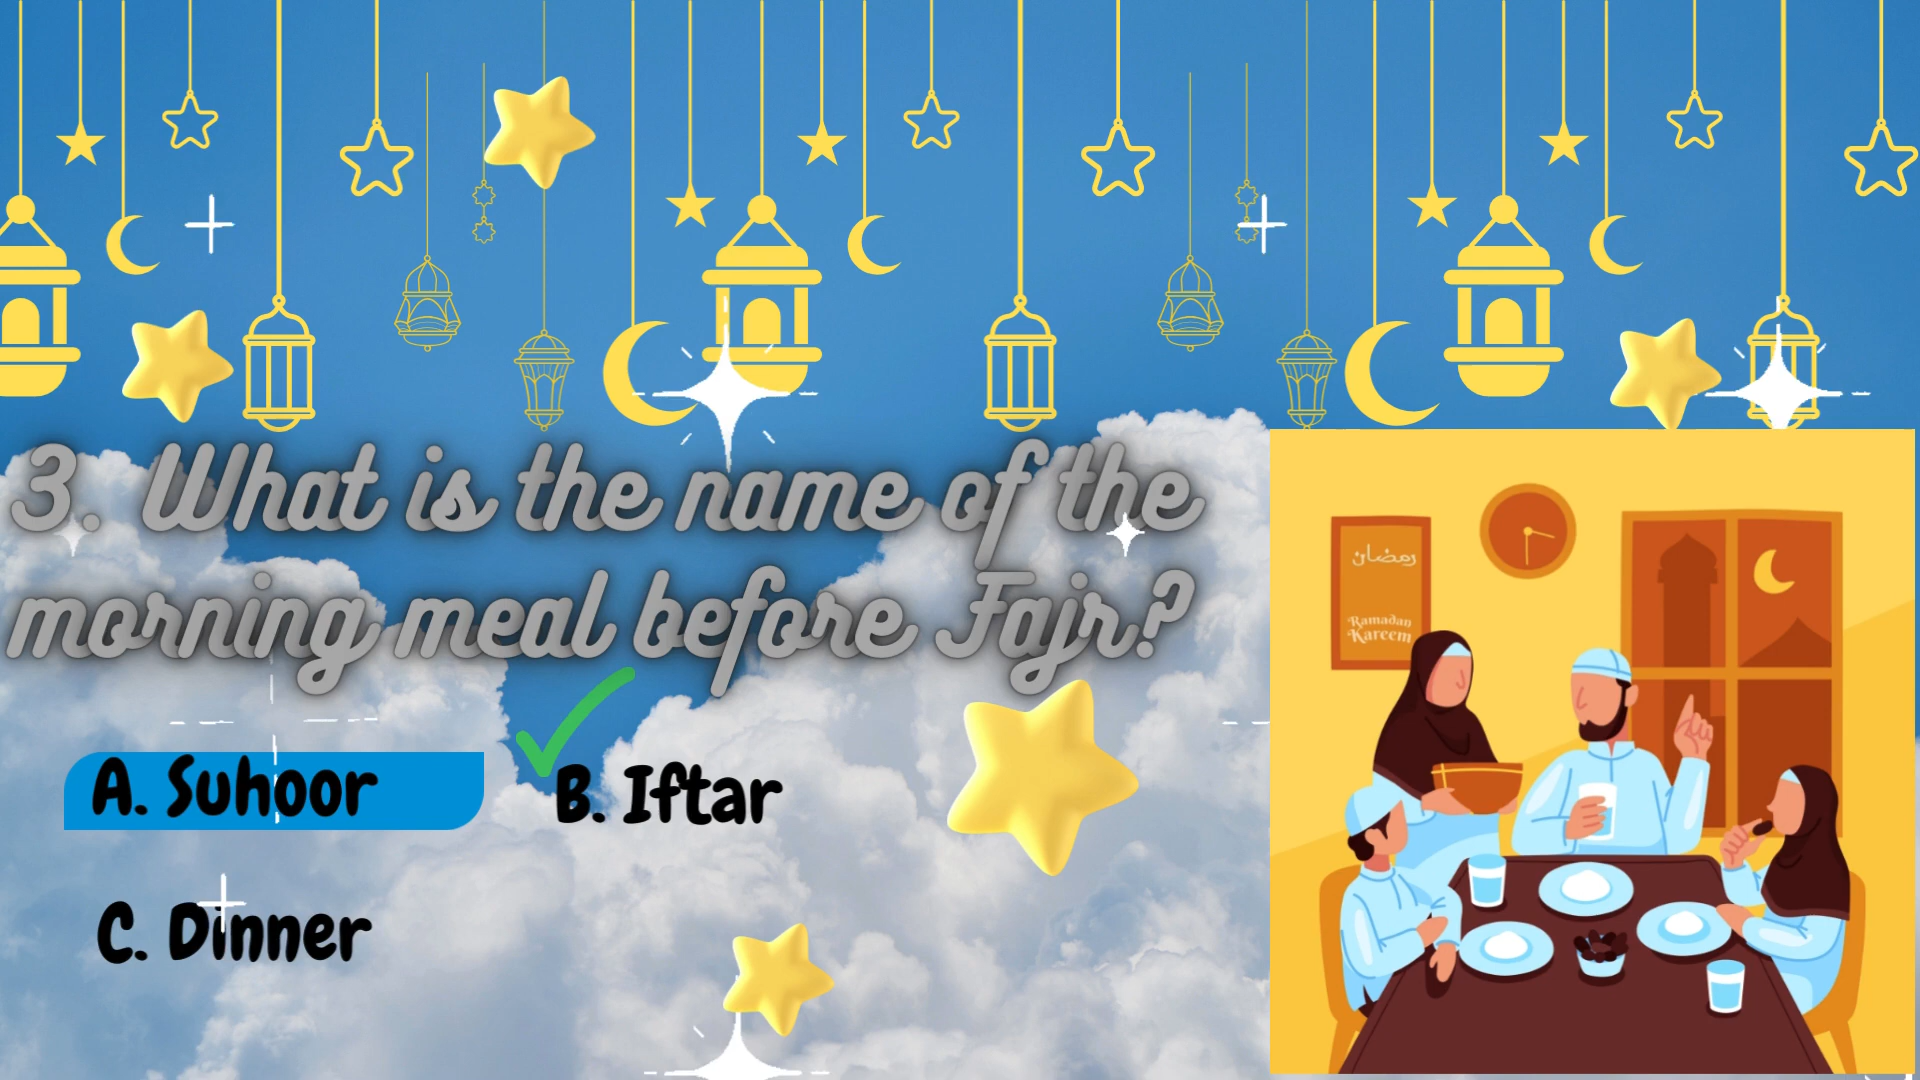 3. What is the name of the
morning meal before Fajr?
A. Suhoor
B. Iftar
C. Dinner
رمضان
Ramadan
Kareem